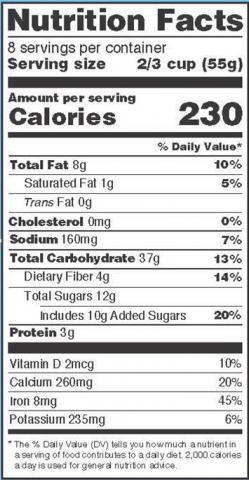 Nutrition Facts
8 servings per container
Serving size 2/3 cup (55g)
Amount per serving
Calories 230
% Daily Value*
Total Fat 8g 10%
Saturated Fat 1g 5%
Trans Fat 0g
Cholesterol 0mg 0%
Sodium 160mg 7%
Total Carbohydrate 37g 13%
Dietary Fiber 4g 14%
Total Sugars 12g
Includes 10g Added Sugars 20%
Protein 3g
Vitamin D 2mcg 10%
Calcium 260mg 20%
Iron 8mg 45%
Potassium 235mg 6%
* The % Daily Value (DV) tells you how much a nutrient in
a serving of food contributes to a daily diet. 2,000 calories
a day is used for general nutrition advice.